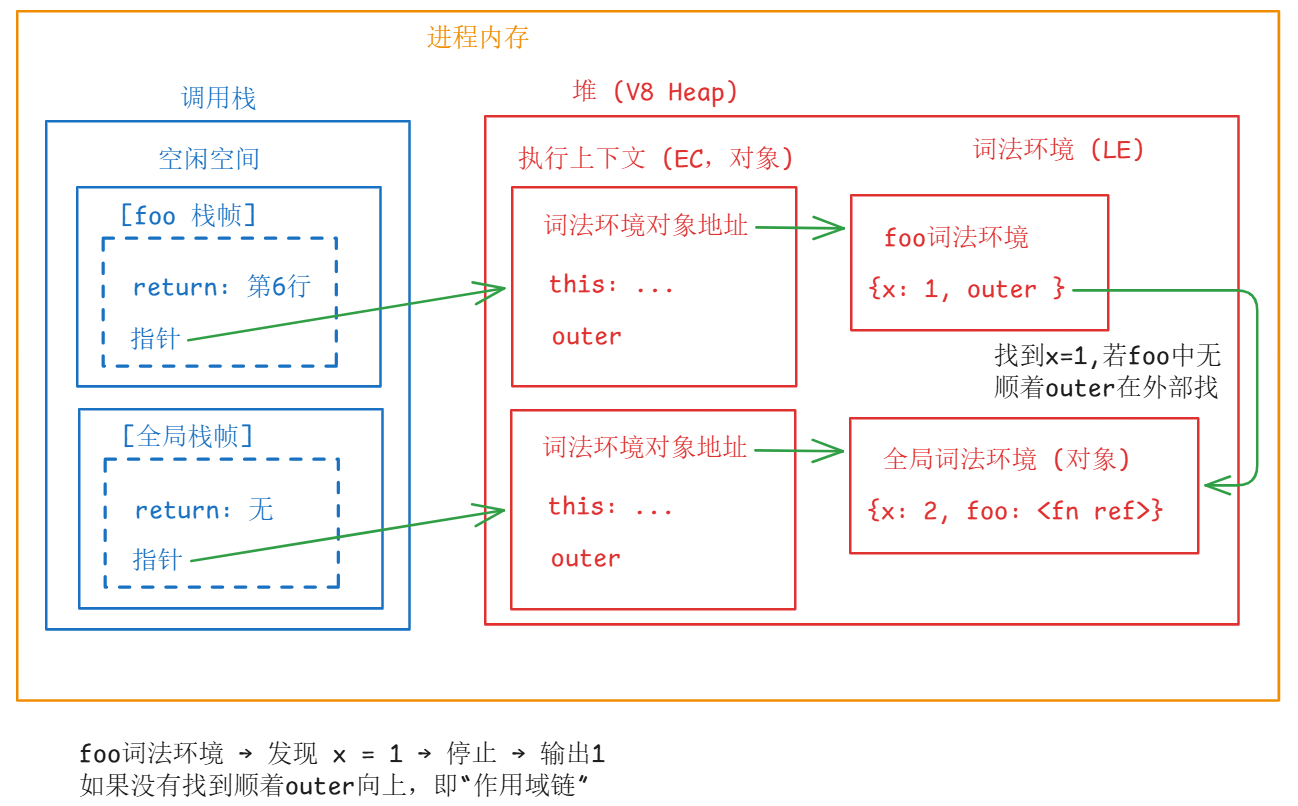 进程内存
调用栈
空闲空间
[foo 栈帧]
return: 第6行
指针
[全局栈帧]
return: 无
指针
堆 (V8 Heap)
执行上下文 (EC, 对象)
词法环境对象地址
this: ...
outer
词法环境对象地址
this: ...
outer
词法环境 (LE)
foo词法环境
{x: 1, outer }
找到x=1,若foo中无
顺着outer在外部找
全局词法环境 (对象)
{x: 2, foo: <fn ref>}
foo词法环境 → 发现 x = 1 → 停止 → 输出1
如果没有找到顺着outer向上, 即“作用域链”